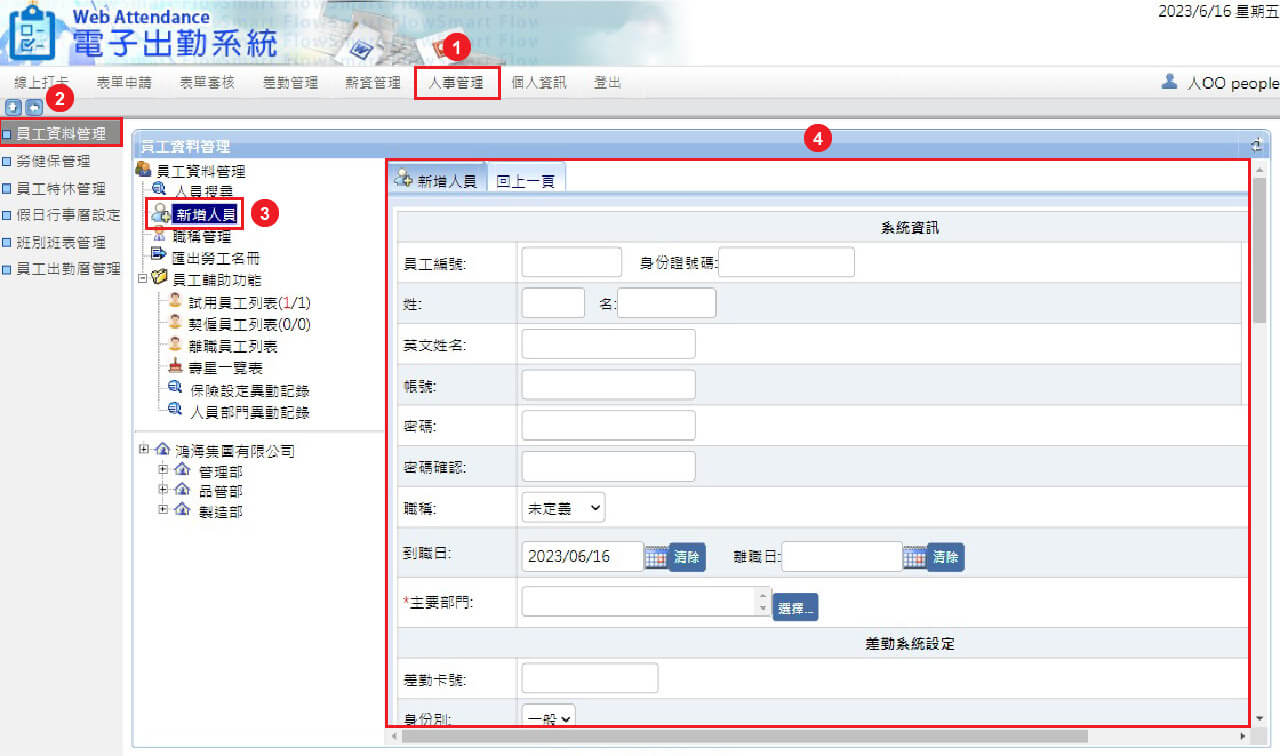 Web Attendance
電子出勤系統
2023/6/16 星期五
1
線上打卡 表單申請 表單審核 差勤管理 薪資管理 人事管理 個人資訊 登出
人OO people
2
員工資料管理
勞健保管理
員工特休管理
假日行事曆設定
班別班表管理
員工出勤曆管理
員工資料管理
員工資料管理
人員搜尋
新增人員
3
職稱管理
匯出勞工名冊
員工輔助功能
試用員工列表(1/1)
契僱員工列表(0/0)
離職員工列表
壽星一覽表
保險設定異動記錄
人員部門異動記錄
鴻海集團有限公司
管理部
品管部
製造部
4
新增人員 回上一頁
系統資訊
員工編號: 身份證號碼:
姓: 名:
英文姓名:
帳號:
密碼:
密碼確認:
職稱: 未定義
到職日: 2023/06/16 清除 離職日: 清除
*主要部門: 選擇...
差勤系統設定
差勤卡號:
身份別: 一般